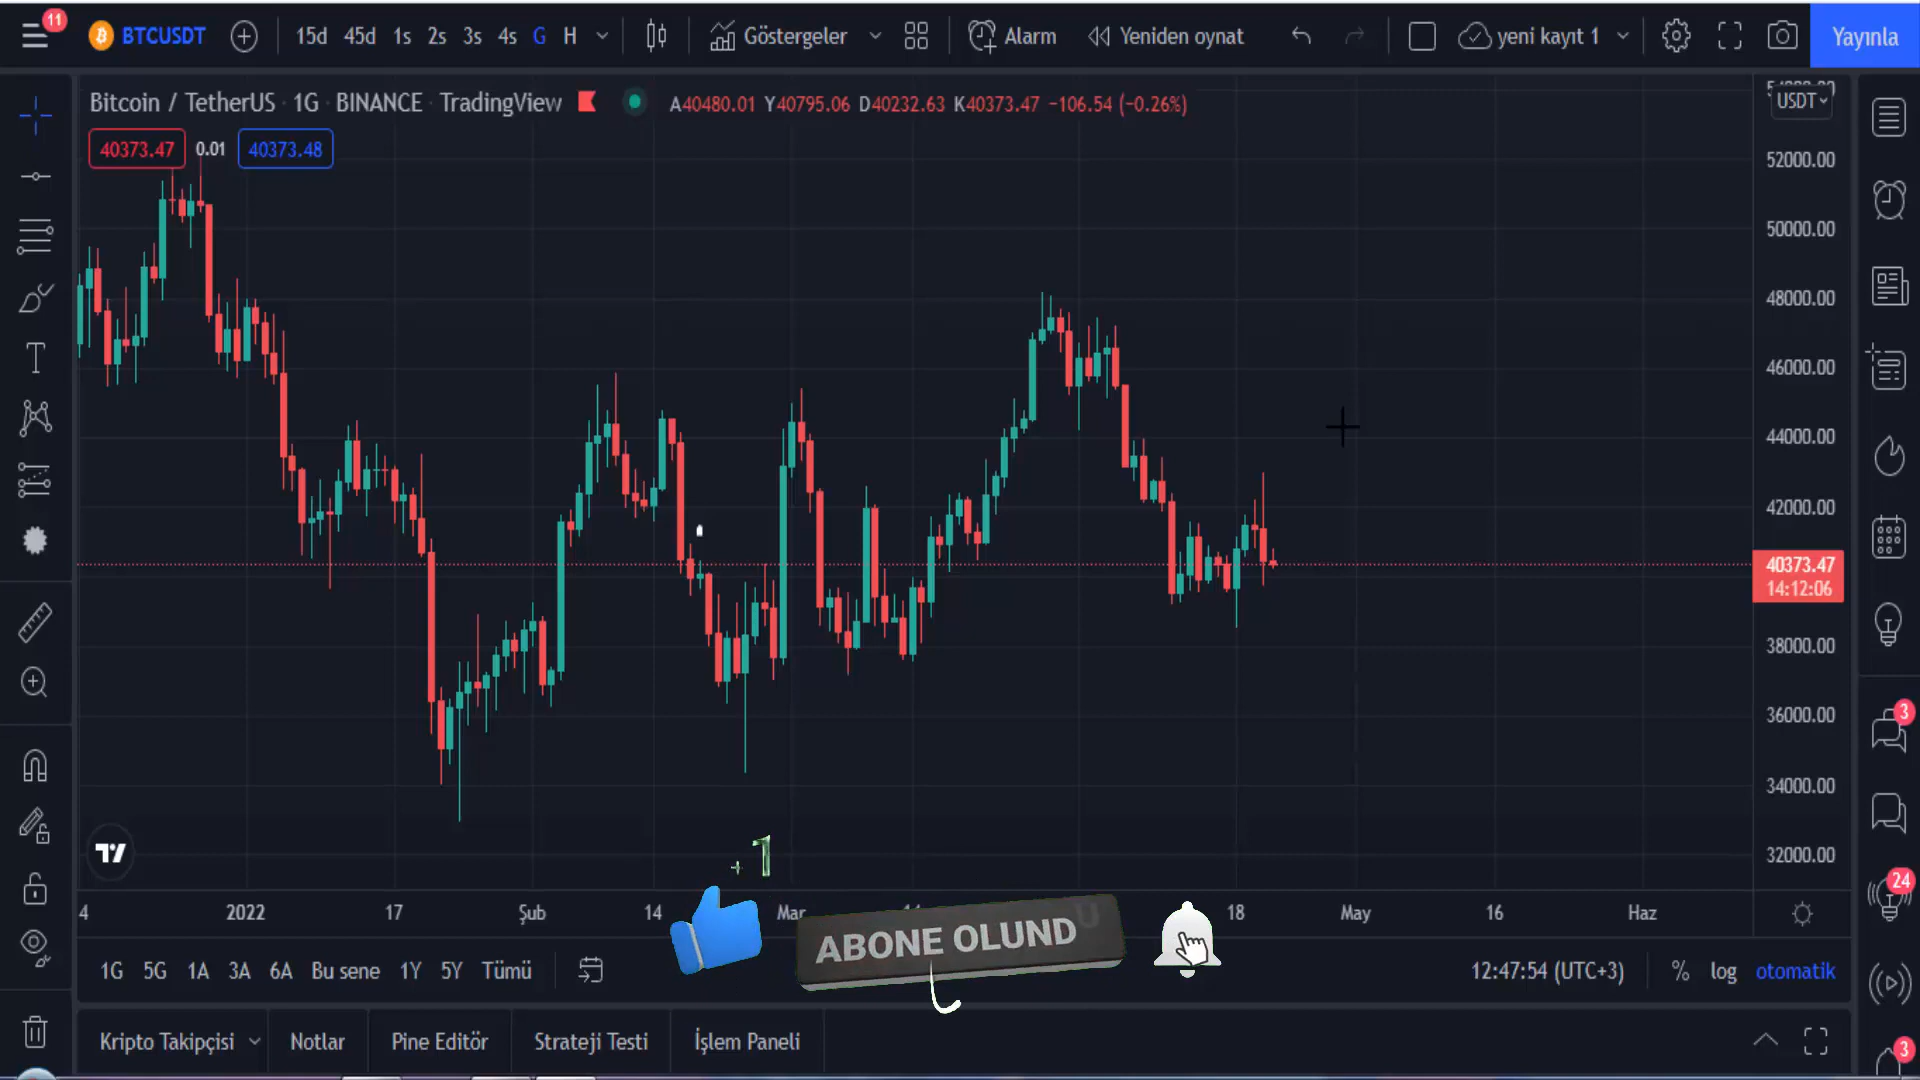 11
BTCUSDT 15d 45d 1s 2s 3s 4s G H Göstergeler Alarm Yeniden oynat yeni kayıt 1 Yayınla
Bitcoin / TetherUS · 1G · BINANCE · TradingView A40480.01 Y40795.06 D40232.63 K40373.47 −106.54 (−0.26%)
USDT
40373.47 0.01 40373.48
52000.00
50000.00
48000.00
46000.00
44000.00
42000.00
40373.47
14:12:06
38000.00
36000.00
34000.00
32000.00
3
24
3
+1
4 2022 17 Şub 14 Mar 18 May 16 Haz
ABONE OLUNDU
1G 5G 1A 3A 6A Bu sene 1Y 5Y Tümü 12:47:54 (UTC+3) % log otomatik
Kripto Takipçisi Notlar Pine Editör Strateji Testi İşlem Paneli